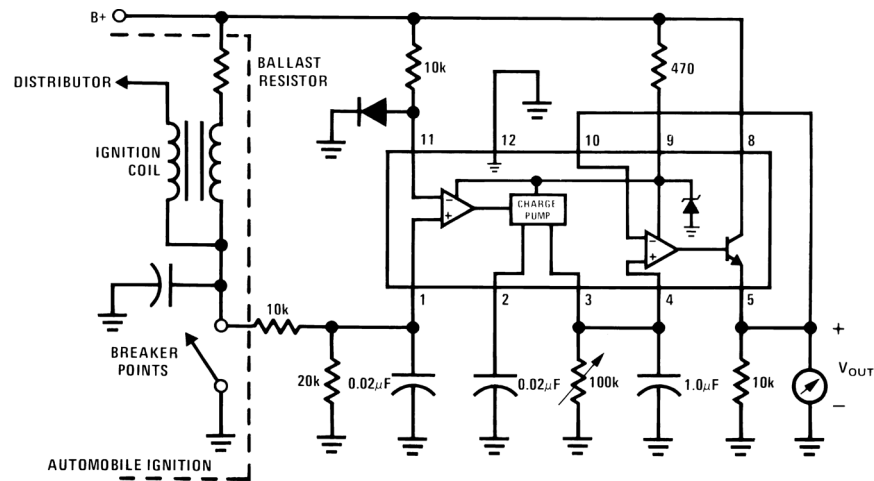 B+
BALLAST
RESISTOR
10k
470
DISTRIBUTOR
11
12
10
9
8
IGNITION
COIL
−
+
CHARGE
PUMP
−
+
1
2
3
4
5
10k
+
BREAKER
POINTS
20k
0.02μF
0.02μF
100k
1.0μF
10k
VOUT
−
AUTOMOBILE IGNITION